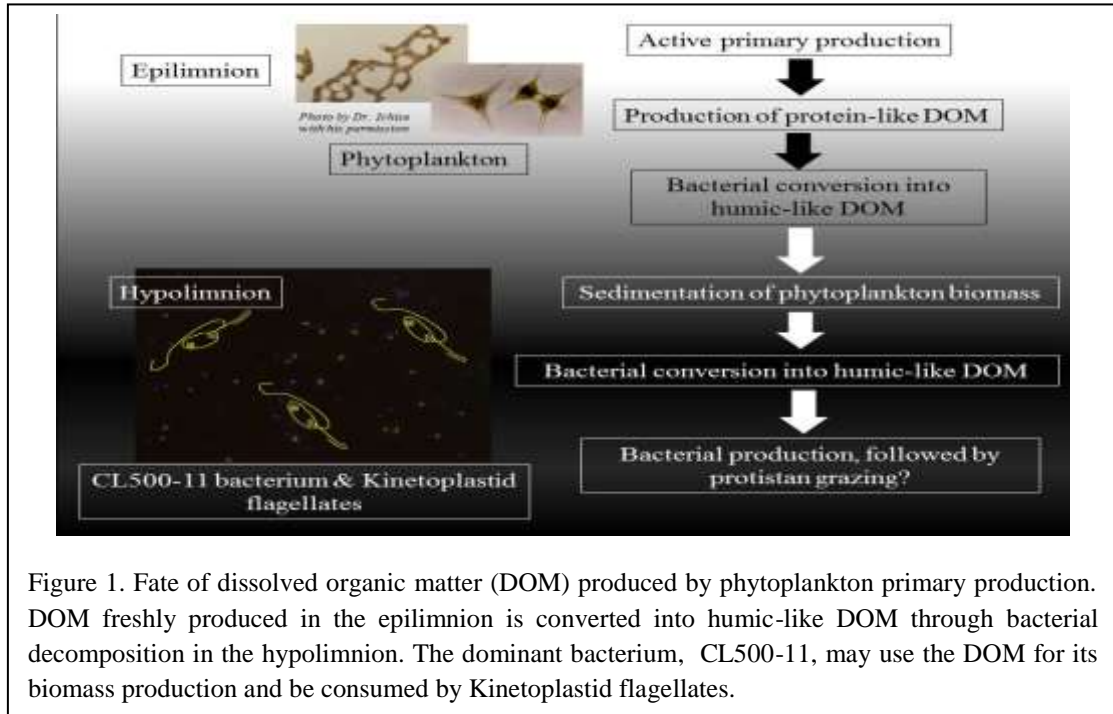 Epilimnion
Photo by Dr. Ichise
with his permission
Phytoplankton
Hypolimnion
CL500-11 bacterium & Kinetoplastid
flagellates
Active primary production
Production of protein-like DOM
Bacterial conversion into
humic-like DOM
Sedimentation of phytoplankton biomass
Bacterial conversion into humic-like DOM
Bacterial production, followed by
protistan grazing?
Figure 1. Fate of dissolved organic matter (DOM) produced by phytoplankton primary production.
DOM freshly produced in the epilimnion is converted into humic-like DOM through bacterial
decomposition in the hypolimnion. The dominant bacterium, CL500-11, may use the DOM for its
biomass production and be consumed by Kinetoplastid flagellates.